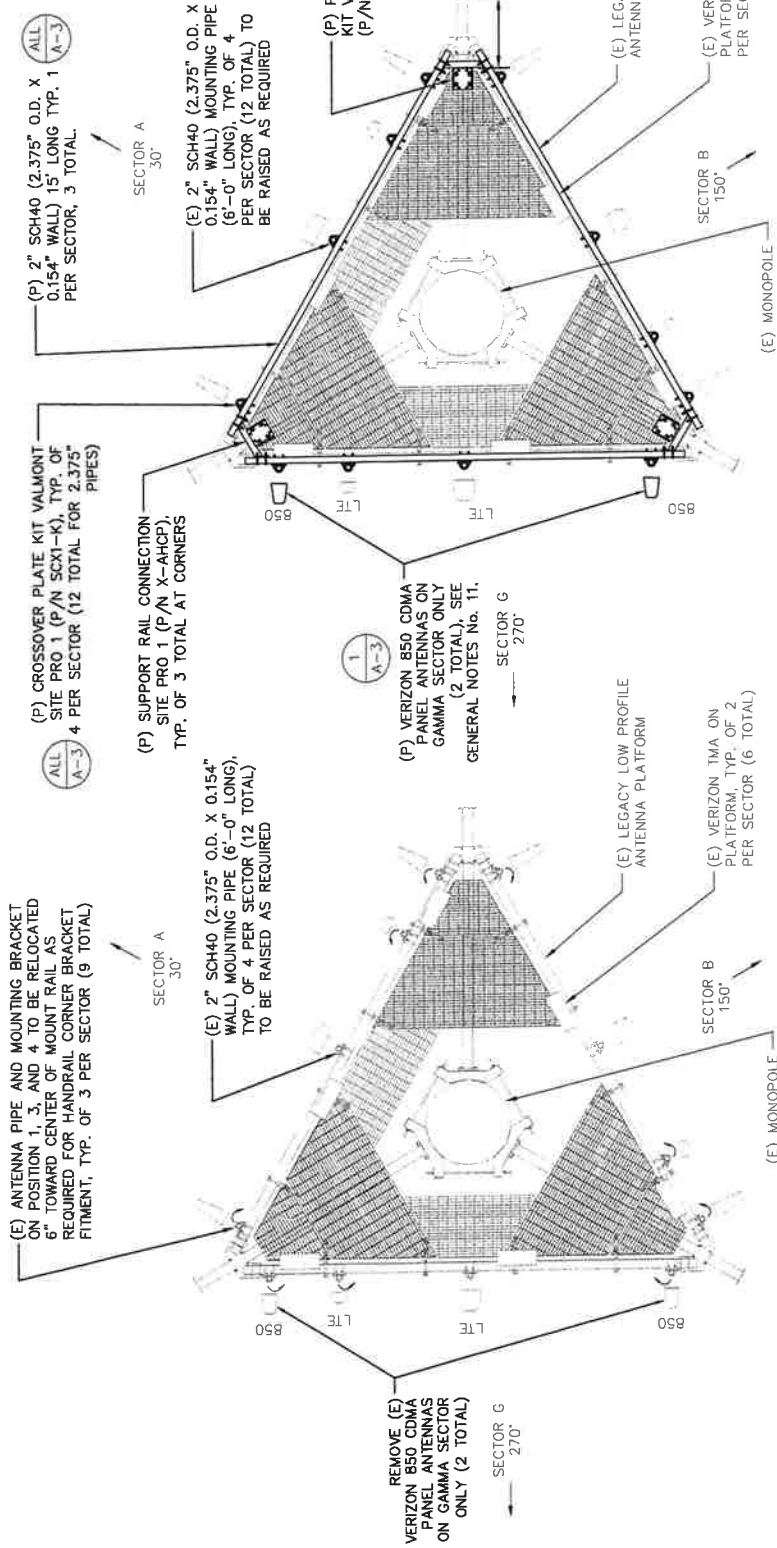 (E) ANTENNA PIPE AND MOUNTING BRACKET
ON POSITION 1, 3, AND 4 TO BE RELOCATED
6" TOWARD CENTER OF MOUNT RAIL AS
REQUIRED FOR HANDRAIL CORNER BRACKET
FITMENT, TYP. OF 3 PER SECTOR (9 TOTAL)
SECTOR A
30°
(E) 2" SCH40 (2.375" O.D. X 0.154"
WALL) MOUNTING PIPE (6'-0" LONG),
TYP. OF 4 PER SECTOR (12 TOTAL)
TO BE RAISED AS REQUIRED
850
LTE
LTE
850
REMOVE (E)
VERIZON 850 CDMA
PANEL ANTENNAS
ON GAMMA SECTOR
ONLY (2 TOTAL)
SECTOR G
270°
(E) LEGACY LOW PROFILE
ANTENNA PLATFORM
(E) VERIZON TMA ON
PLATFORM, TYP. OF 2
PER SECTOR (6 TOTAL)
SECTOR B
150°
(E) MONOPOLE
ALL
A-3
(P) CROSSOVER PLATE KIT VALMONT
SITE PRO 1 (P/N SCX1-K), TYP. OF
4 PER SECTOR (12 TOTAL FOR 2.375"
PIPES)
(P) SUPPORT RAIL CONNECTION
SITE PRO 1 (P/N X-AHCP),
TYP. OF 3 TOTAL AT CORNERS
ALL
A-3
(P) 2" SCH40 (2.375" O.D. X
0.154" WALL) 15' LONG TYP. 1
PER SECTOR, 3 TOTAL.
SECTOR A
30°
(E) 2" SCH40 (2.375" O.D. X
0.154" WALL) MOUNTING PIPE
(6'-0" LONG), TYP. OF 4
PER SECTOR (12 TOTAL) TO
BE RAISED AS REQUIRED
850
LTE
LTE
850
1
A-3
(P) VERIZON 850 CDMA
PANEL ANTENNAS ON
GAMMA SECTOR ONLY
(2 TOTAL), SEE
GENERAL NOTES No. 11.
SECTOR G
270°
(P)
KIT
(P/N
(E)
ANTENN
(E) VER
PLATFOR
PER SEC
SECTOR B
150°
(E) MONOPOLE